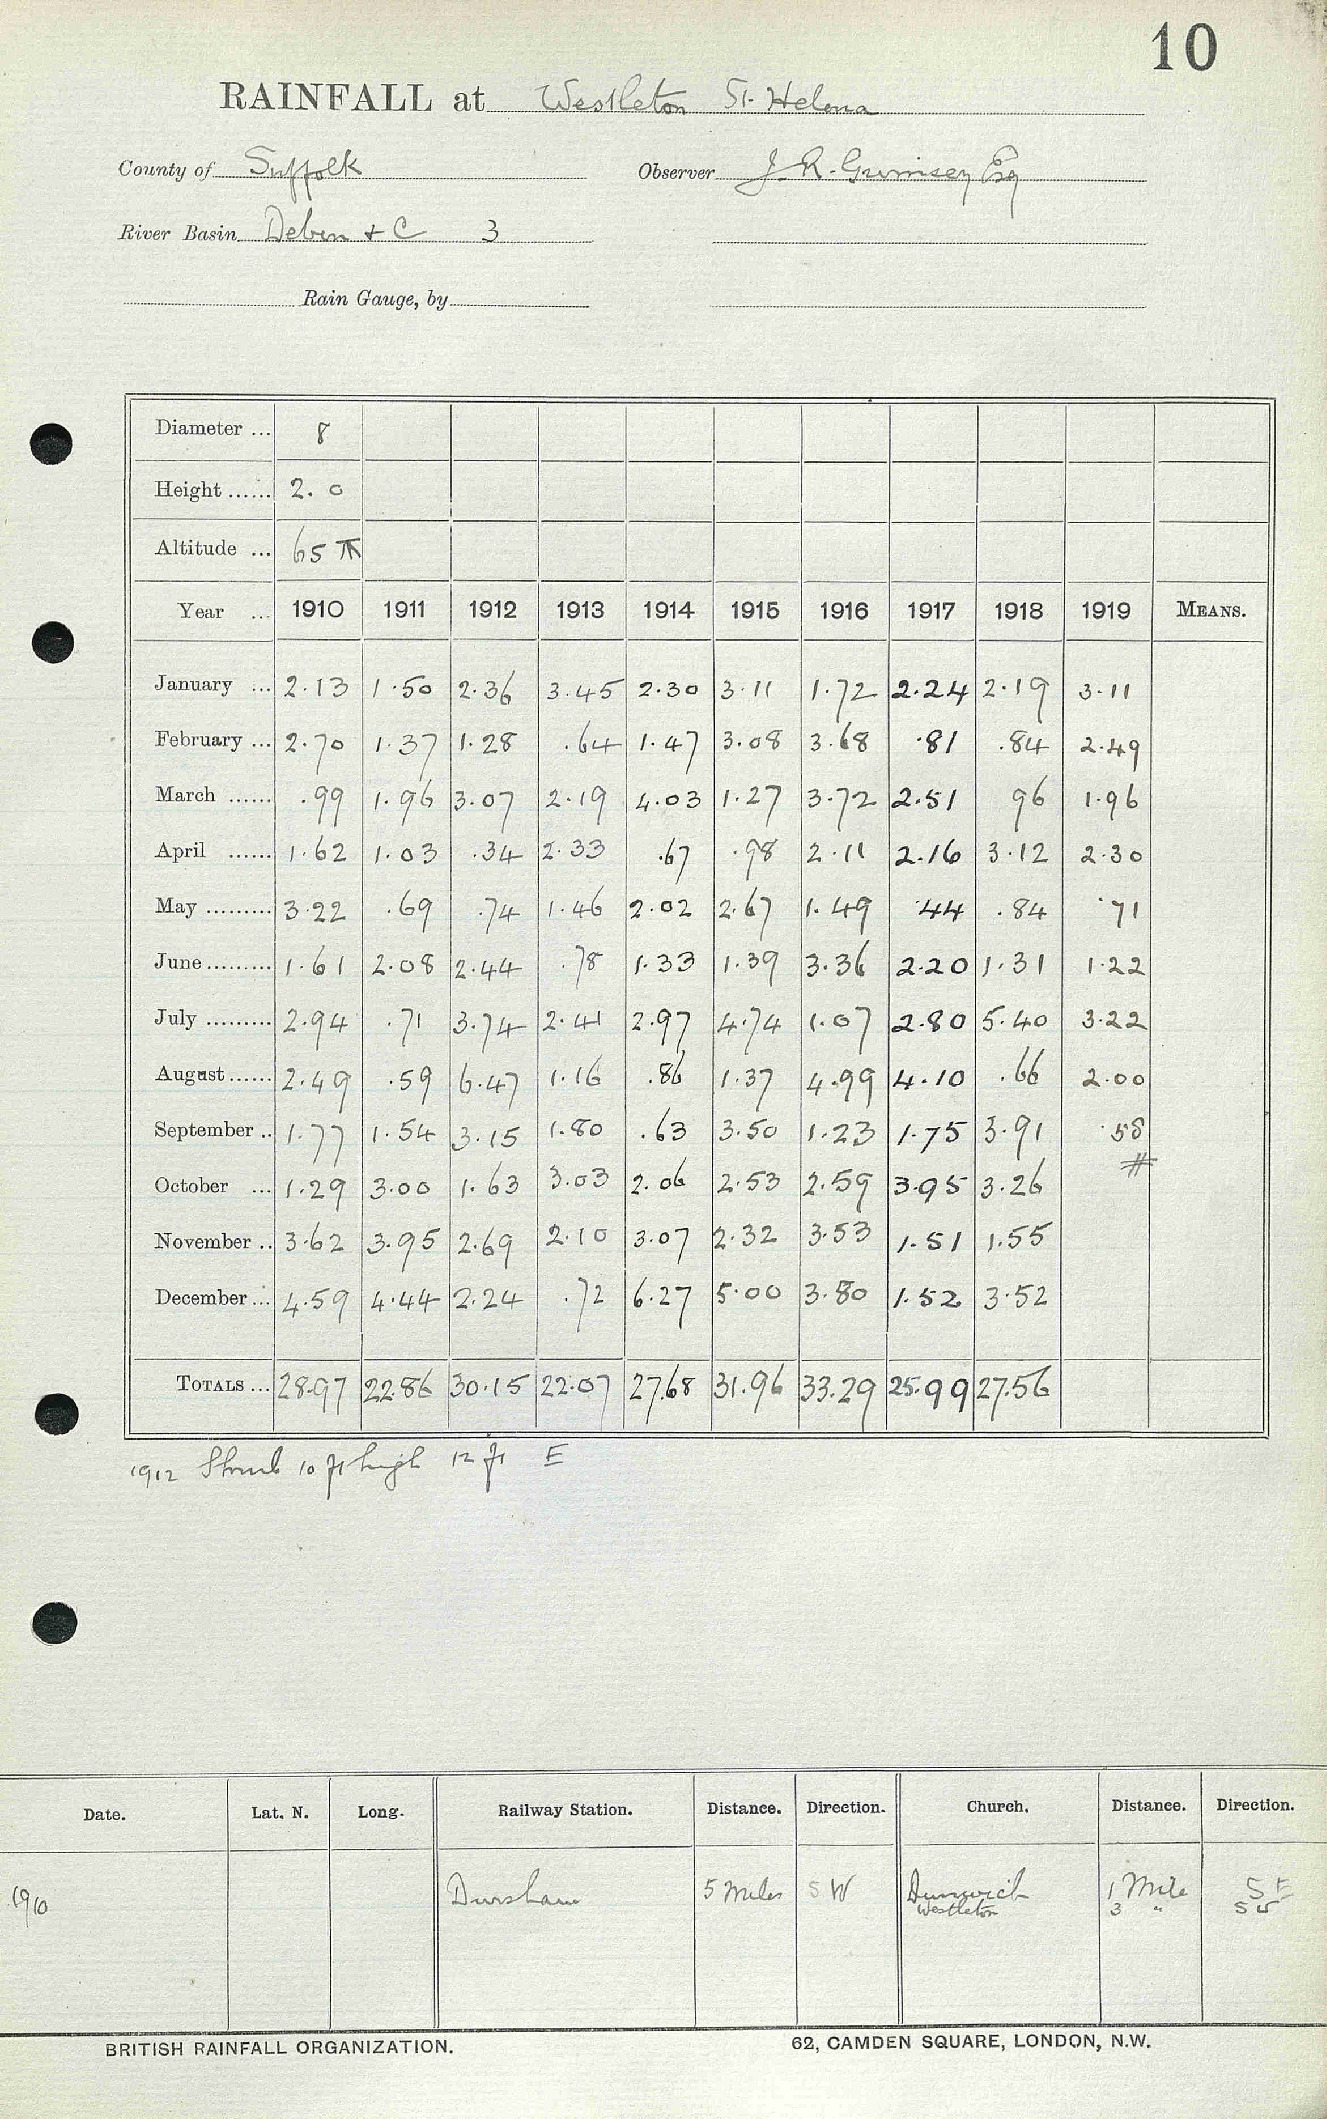 10
RAINFALL at Westleton St. Helena
County of Suffolk Observer J. R. Grimsey Esq
River Basin Deben & C 3
Rain Gauge, by
Diameter ... 8
Height ...... 2. 0
Altitude ... 65
Year ... 1910 1911 1912 1913 1914 1915 1916 1917 1918 1919 MEANS.
January ... 2.13 1.50 2.36 3.45 2.30 3.11 1.72 2.24 2.19 3.11
February ... 2.70 1.37 1.28 .64 1.47 3.08 3.68 .81 .84 2.49
March ...... .99 1.96 3.07 2.19 4.03 1.27 3.72 2.51 96 1.96
April ...... 1.62 1.03 .34 2.33 .67 .98 2.11 2.16 3.12 2.30
May ......... 3.22 .69 .74 1.46 2.02 2.67 1.49 .44 .84 .71
June ......... 1.61 2.08 2.44 .78 1.33 1.39 3.36 2.20 1.31 1.22
July ......... 2.94 .71 3.74 2.41 2.97 4.74 1.07 2.80 5.40 3.22
August ...... 2.49 .59 6.47 1.16 .86 1.37 4.99 4.10 .66 2.00
September .. 1.77 1.54 3.15 1.80 .63 3.50 1.23 1.75 3.91 .58
#
October ... 1.29 3.00 1.63 3.03 2.06 2.53 2.59 3.95 3.26
November .. 3.62 3.95 2.69 2.10 3.07 2.32 3.53 1.51 1.55
December ... 4.59 4.44 2.24 .72 6.27 5.00 3.80 1.52 3.52
TOTALS ... 28.97 22.86 30.15 22.07 27.68 31.96 33.29 25.99 27.56
1912 Shrub 10 ft high 12 ft E
Date. Lat. N. Long. Railway Station. Distance. Direction. Church. Distance. Direction.
1910 Darsham 5 Miles S W Dunwich 1 Mile S E
Westleton 3 " S W
BRITISH RAINFALL ORGANIZATION. 62, CAMDEN SQUARE, LONDON, N.W.